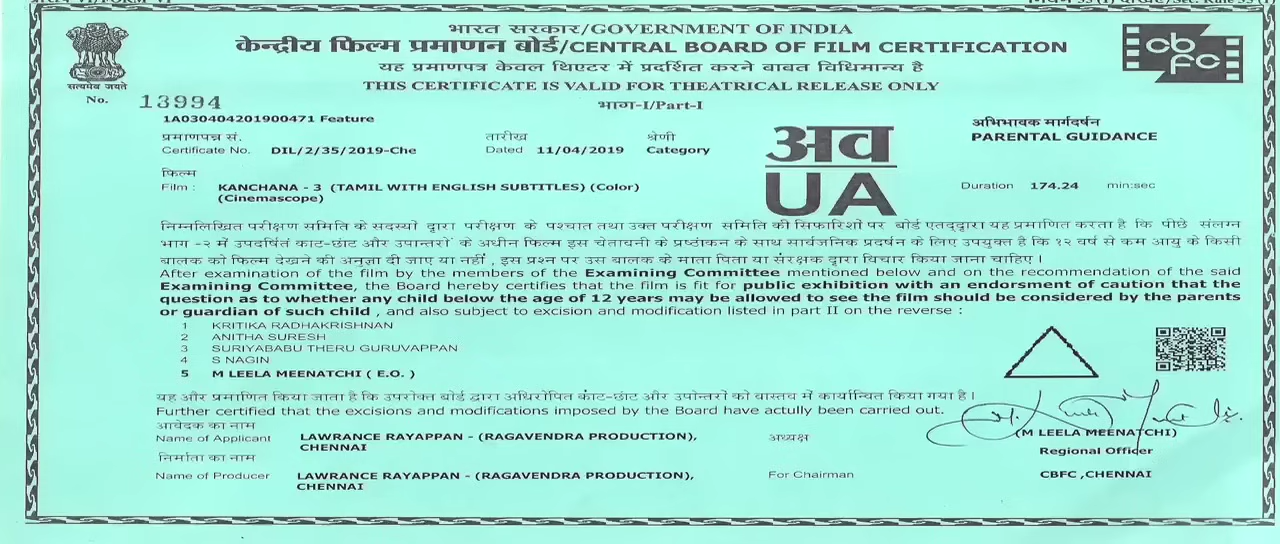 भारत सरकार/GOVERNMENT OF INDIA
केन्द्रीय फिल्म प्रमाणन बोर्ड/CENTRAL BOARD OF FILM CERTIFICATION
यह प्रमाणपत्र केवल थिएटर में प्रदर्शित करने बाबत विधिमान्य है
THIS CERTIFICATE IS VALID FOR THEATRICAL RELEASE ONLY
सत्यमेव जयते
cb
fc
No. 13994
भाग-I/Part-I
1A030404201900471 Feature
प्रमाणपत्र सं. तारीख श्रेणी
Certificate No. DIL/2/35/2019-Che Dated 11/04/2019 Category
अव
UA
अभिभावक मार्गदर्शन
PARENTAL GUIDANCE
फिल्म
Film : KANCHANA - 3 (TAMIL WITH ENGLISH SUBTITLES) (Color)
(Cinemascope)
Duration 174.24 min:sec
निम्नलिखित परीक्षण समिति के सदस्यों द्वारा परीक्षण के पश्चात तथा उक्त परीक्षण समिति की सिफारिशों पर बोर्ड एतद्द्वारा यह प्रमाणित करता है कि पीछे संलग्न
भाग -२ में उपदर्षित काट-छांट और उपान्तरों के अधीन फिल्म इस चेतावनी के प्रष्ठांकन के साथ सार्वजनिक प्रदर्षन के लिए उपयुक्त है कि १२ वर्ष से कम आयु के किसी
बालक को फिल्म देखने की अनुज्ञा दी जाए या नहीं , इस प्रश्न पर उस बालक के माता पिता या संरक्षक द्वारा विचार किया जाना चाहिए ।
After examination of the film by the members of the Examining Committee mentioned below and on the recommendation of the said
Examining Committee, the Board hereby certifies that the film is fit for public exhibition with an endorsment of caution that the
question as to whether any child below the age of 12 years may be allowed to see the film should be considered by the parents
or guardian of such child , and also subject to excision and modification listed in part II on the reverse :
1 KRITIKA RADHAKRISHNAN
2 ANITHA SURESH
3 SURIYABABU THERU GURUVAPPAN
4 S NAGIN
5 M LEELA MEENATCHI ( E.O. )
यह और प्रमाणित किया जाता है कि उपरोक्त बोर्ड द्वारा अधिरोपित काट-छांट और उपांतरों को वास्तव में कार्यान्वित किया गया है ।
Further certified that the excisions and modifications imposed by the Board have actully been carried out.
आवेदक का नाम
Name of Applicant LAWRANCE RAYAPPAN - (RAGAVENDRA PRODUCTION),
CHENNAI
अध्यक्ष
(M LEELA MEENATCHI)
Regional Officer
निर्माता का नाम
Name of Producer LAWRANCE RAYAPPAN - (RAGAVENDRA PRODUCTION),
CHENNAI
For Chairman
CBFC ,CHENNAI